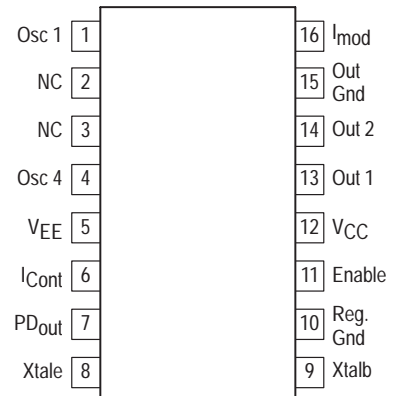 Osc 1 1
NC 2
NC 3
Osc 4 4
VEE 5
ICont 6
PDout 7
Xtale 8
16 Imod
15 Out
Gnd
14 Out 2
13 Out 1
12 VCC
11 Enable
10 Reg.
Gnd
9 Xtalb